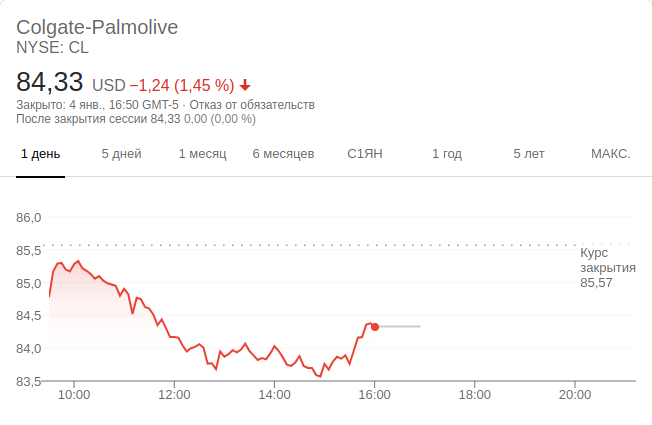 Colgate-Palmolive
NYSE: CL
84,33 USD −1,24 (1,45 %)
Закрыто: 4 янв., 16:50 GMT-5 · Отказ от обязательств
После закрытия сессии 84,33 0,00 (0,00 %)
1 день 5 дней 1 месяц 6 месяцев С1ЯН 1 год 5 лет МАКС.
86,0
85,5
85,0
84,5
84,0
83,5
Курс
закрытия
85,57
10:00 12:00 14:00 16:00 18:00 20:00